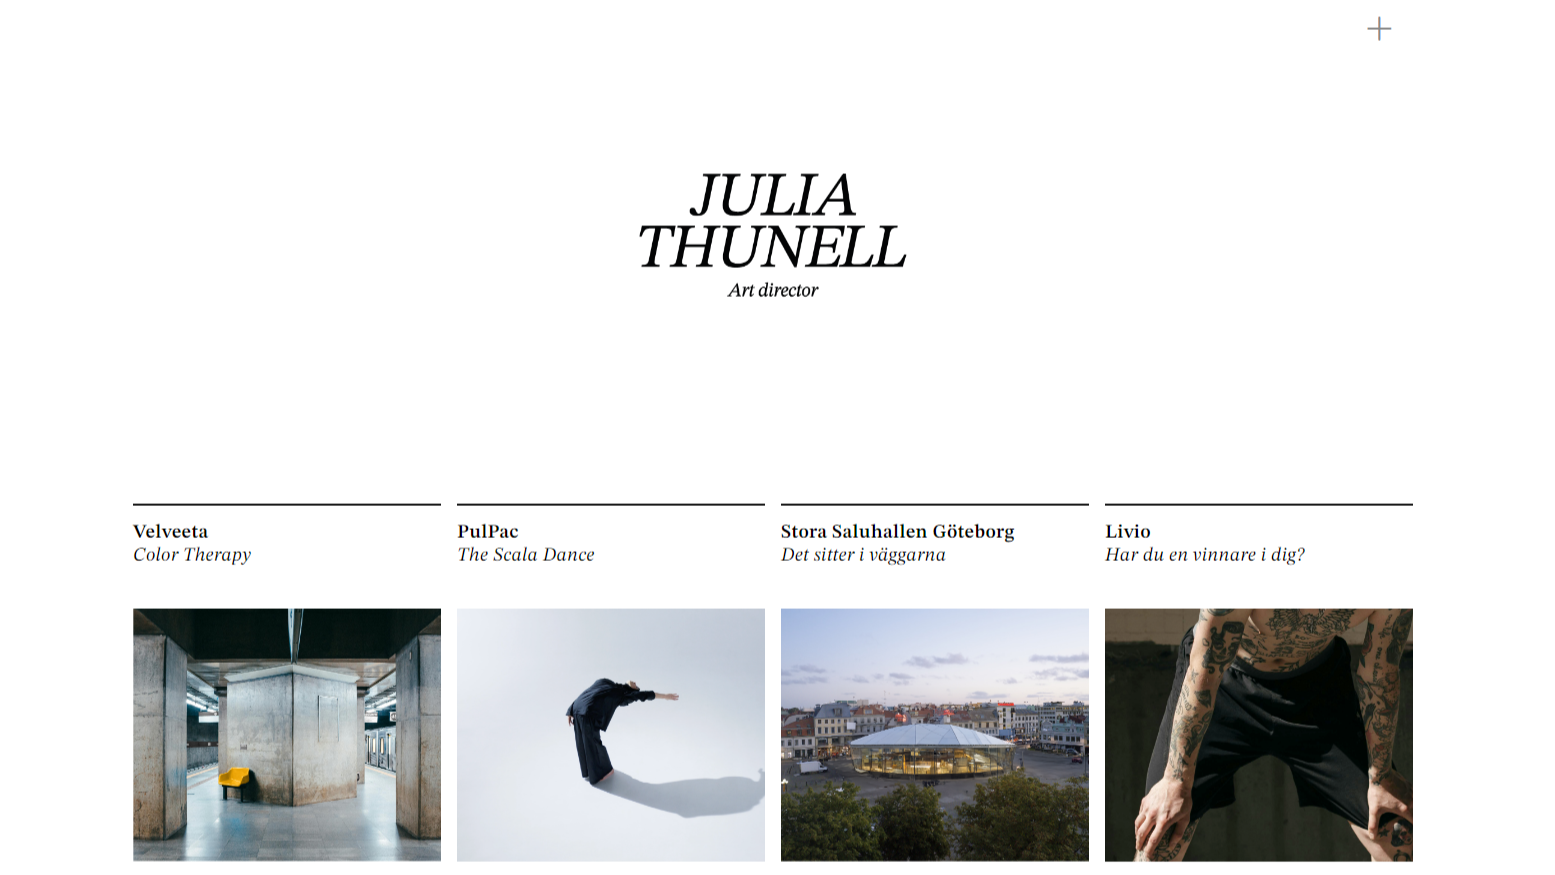 JULIA
THUNELL
Art director
Velveeta
Color Therapy
PulPac
The Scala Dance
Stora Saluhallen Göteborg
Det sitter i väggarna
Livio
Har du en vinnare i dig?